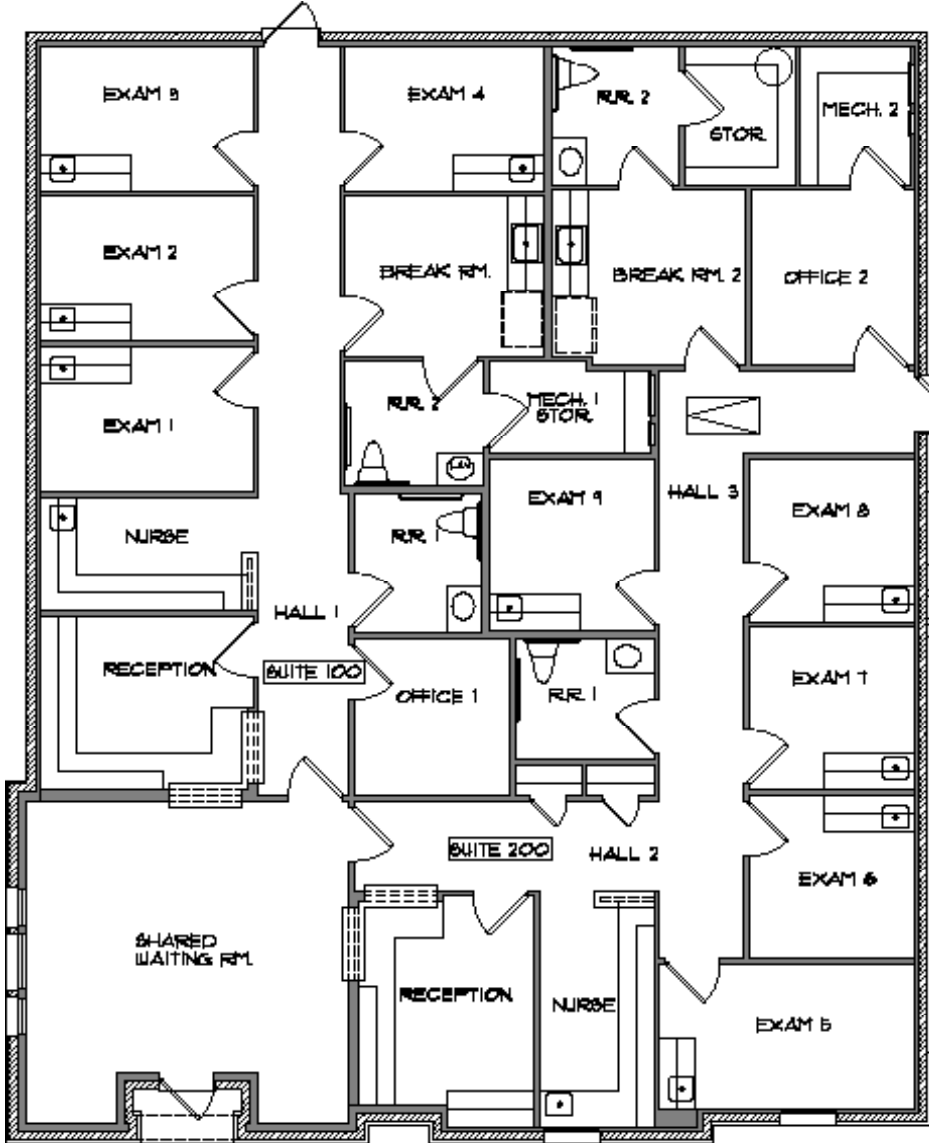 EXAM 3
EXAM 4
R.R. 2
STOR.
MECH. 2
EXAM 2
BREAK RM.
BREAK RM. 2
OFFICE 2
EXAM 1
R.R. 2
MECH. 1
STOR.
LAV
NURSE
R.R. 1
EXAM 9
HALL 3
EXAM 8
HALL 1
RECEPTION
SUITE 100
OFFICE 1
R.R. 1
EXAM 7
SUITE 200
HALL 2
EXAM 6
SHARED
WAITING RM.
RECEPTION
NURSE
EXAM 5